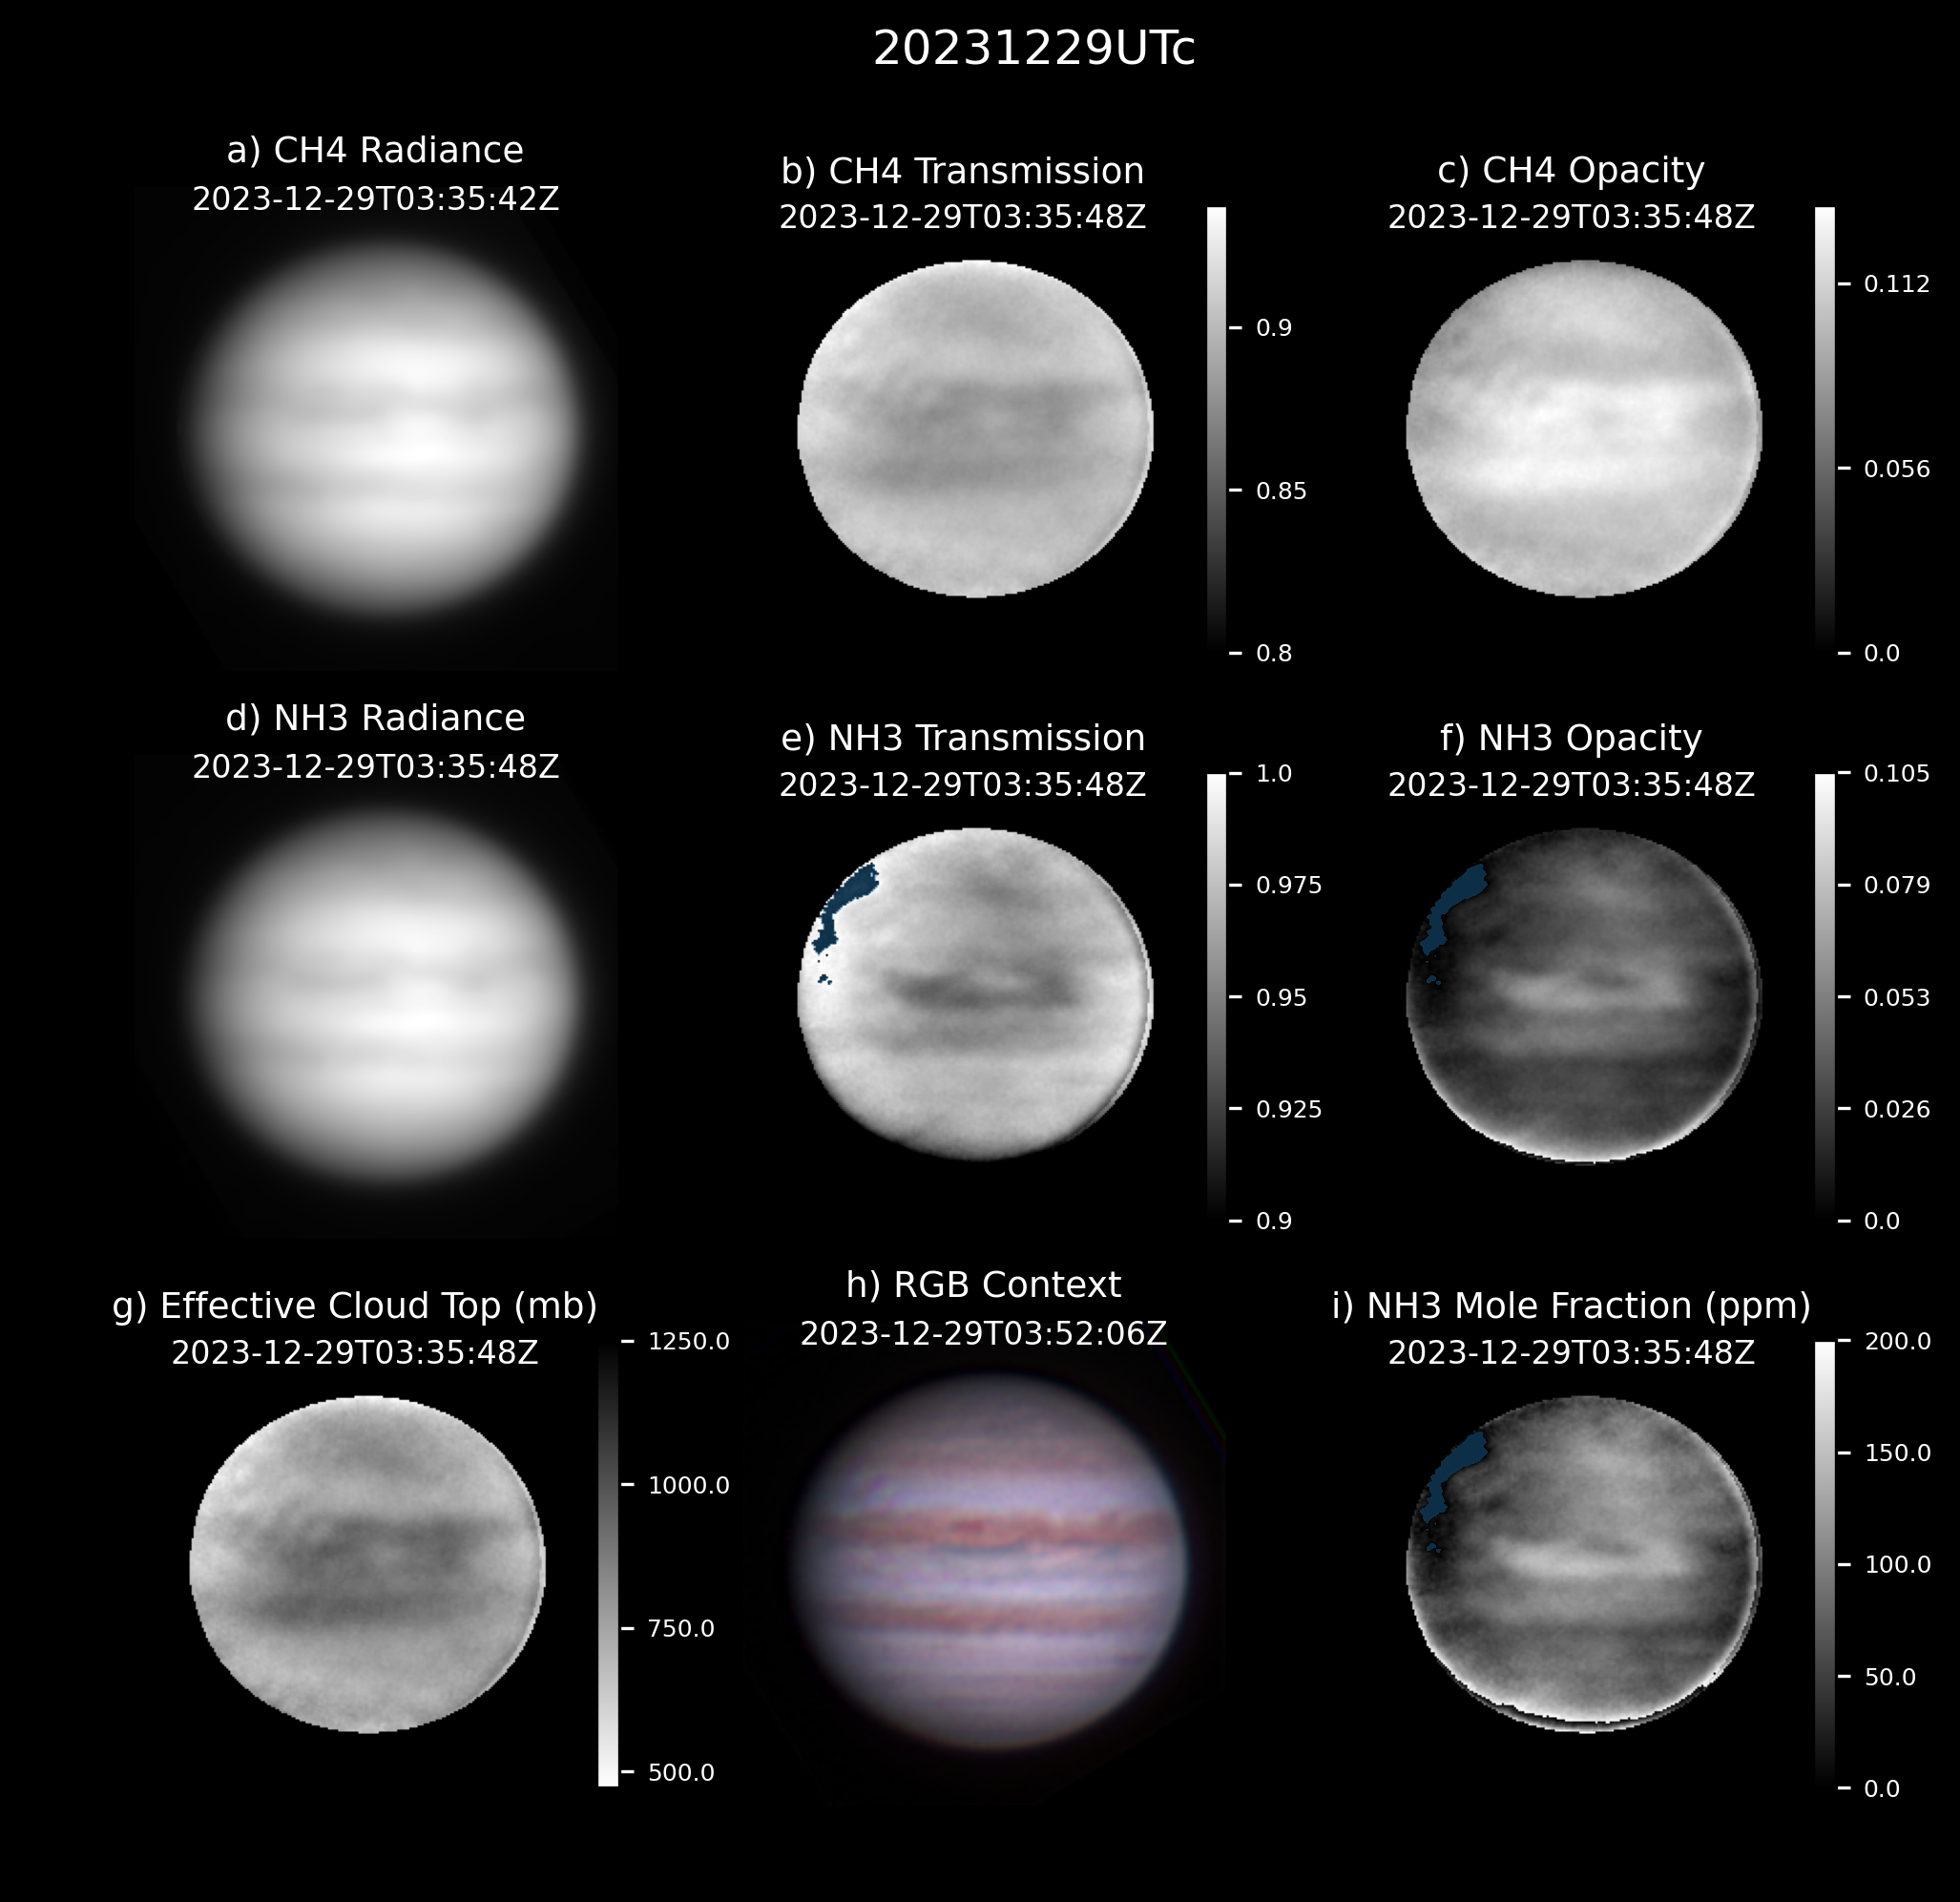 20231229UTc
a) CH4 Radiance
2023-12-29T03:35:42Z
b) CH4 Transmission
2023-12-29T03:35:48Z
0.9
0.85
0.8
c) CH4 Opacity
2023-12-29T03:35:48Z
0.112
0.056
0.0
d) NH3 Radiance
2023-12-29T03:35:48Z
e) NH3 Transmission
2023-12-29T03:35:48Z
1.0
0.975
0.95
0.925
0.9
f) NH3 Opacity
2023-12-29T03:35:48Z
0.105
0.079
0.053
0.026
0.0
g) Effective Cloud Top (mb)
2023-12-29T03:35:48Z
1250.0
1000.0
750.0
500.0
h) RGB Context
2023-12-29T03:52:06Z
i) NH3 Mole Fraction (ppm)
2023-12-29T03:35:48Z
200.0
150.0
100.0
50.0
0.0